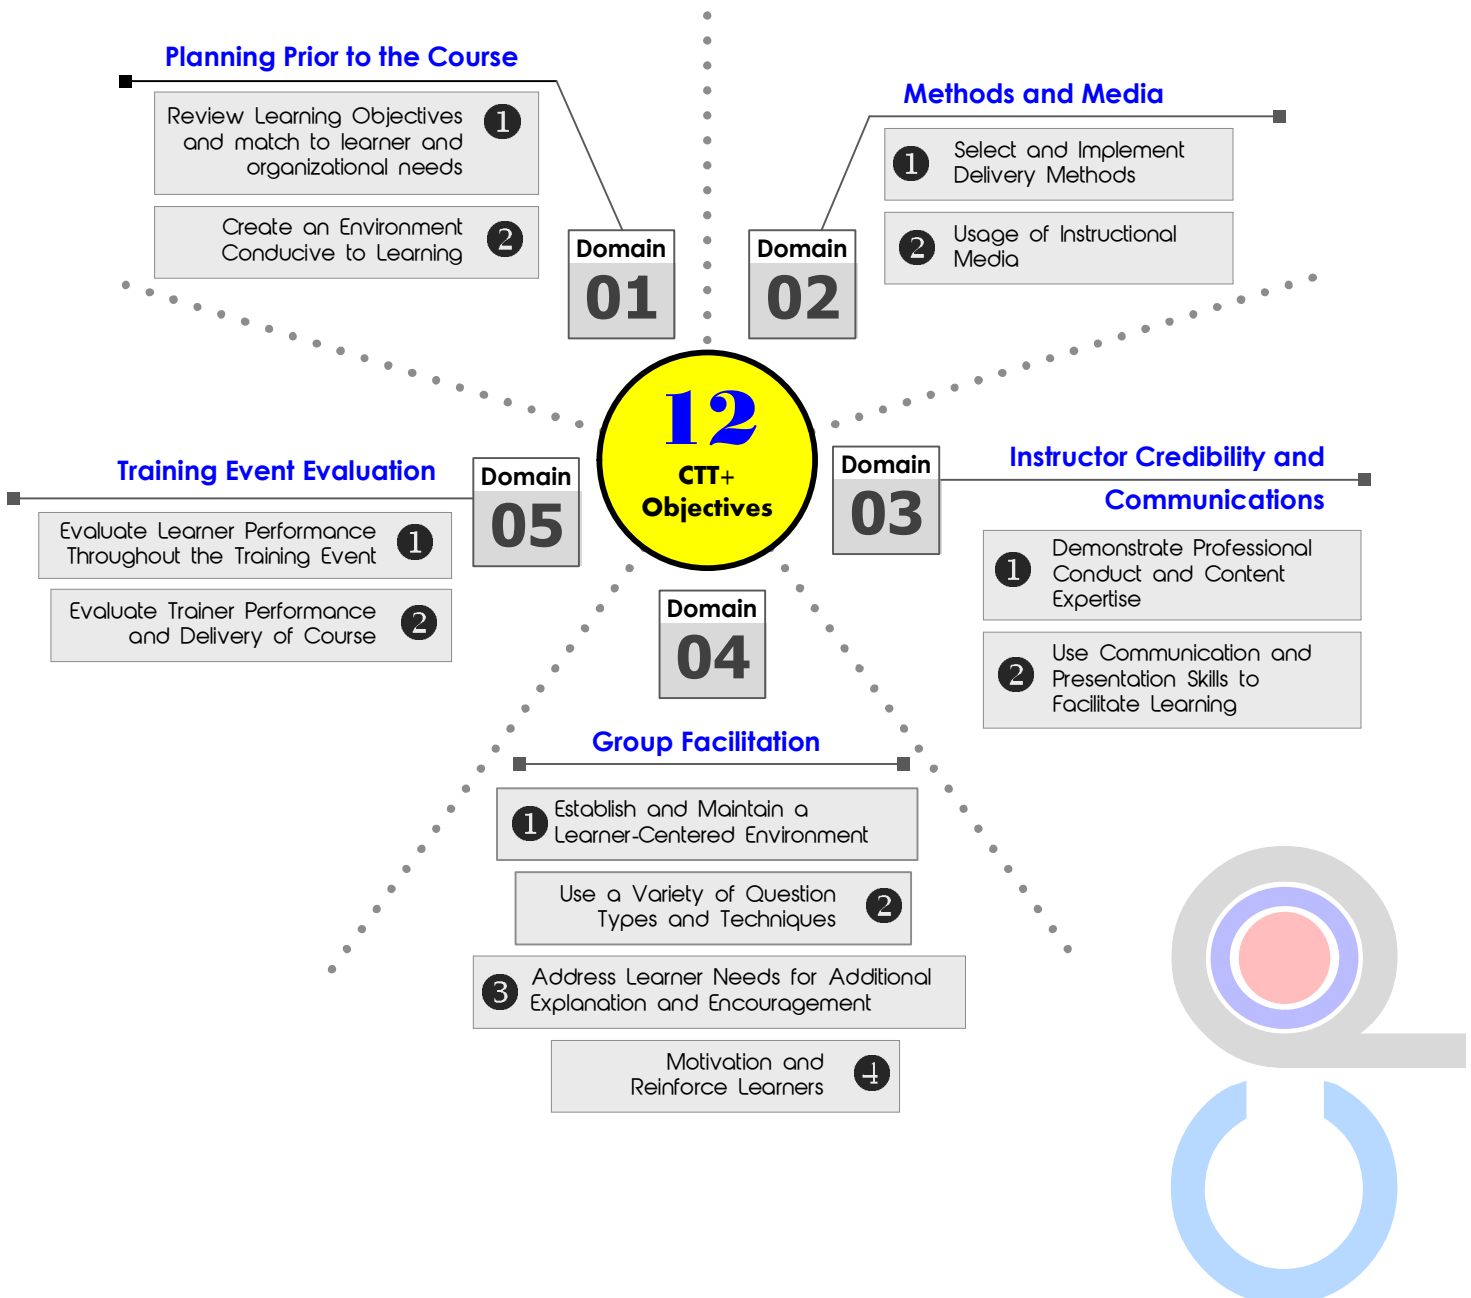 Planning Prior to the Course
Review Learning Objectives
and match to learner and
organizational needs
1
Create an Environment
Conducive to Learning
2
Domain
01
Methods and Media
1
Select and Implement
Delivery Methods
2
Usage of Instructional
Media
Domain
02
12
CTT+
Objectives
Instructor Credibility and
Communications
Domain
03
1
Demonstrate Professional
Conduct and Content
Expertise
2
Use Communication and
Presentation Skills to
Facilitate Learning
Domain
04
Group Facilitation
1
Establish and Maintain a
Learner-Centered Environment
Use a Variety of Question
Types and Techniques
2
3
Address Learner Needs for Additional
Explanation and Encouragement
Motivation and
Reinforce Learners
4
Training Event Evaluation
Domain
05
Evaluate Learner Performance
Throughout the Training Event
1
Evaluate Trainer Performance
and Delivery of Course
2